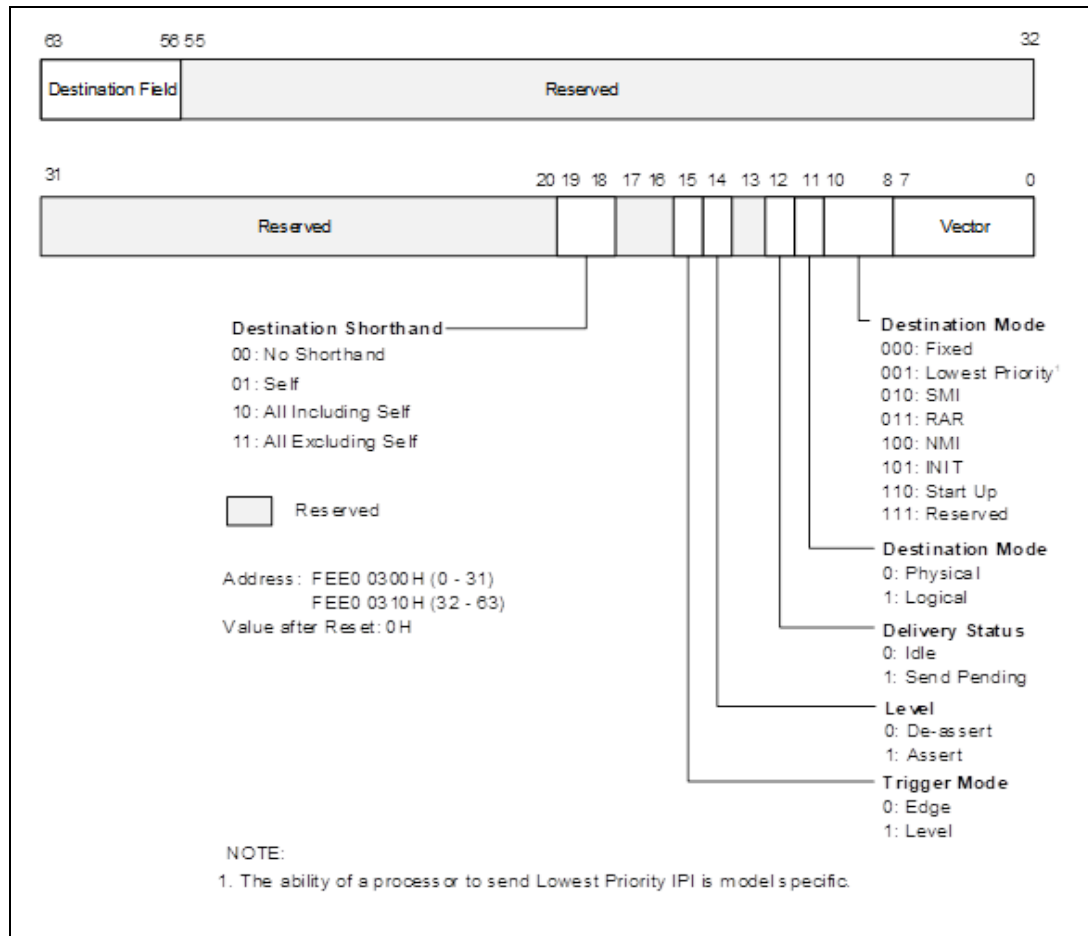 63 56 55 32
Destination Field Reserved
31 20 19 18 17 16 15 14 13 12 11 10 8 7 0
Reserved Vector
Destination Shorthand
00: No Shorthand
01: Self
10: All Including Self
11: All Excluding Self
Reserved
Address: FEE0 0300H (0 - 31)
FEE0 0310H (32 - 63)
Value after Reset: 0H
Destination Mode
000: Fixed
001: Lowest Priority¹
010: SMI
011: RAR
100: NMI
101: INIT
110: Start Up
111: Reserved
Destination Mode
0: Physical
1: Logical
Delivery Status
0: Idle
1: Send Pending
Level
0: De-assert
1: Assert
Trigger Mode
0: Edge
1: Level
NOTE:
1. The ability of a processor to send Lowest Priority IPI is model specific.